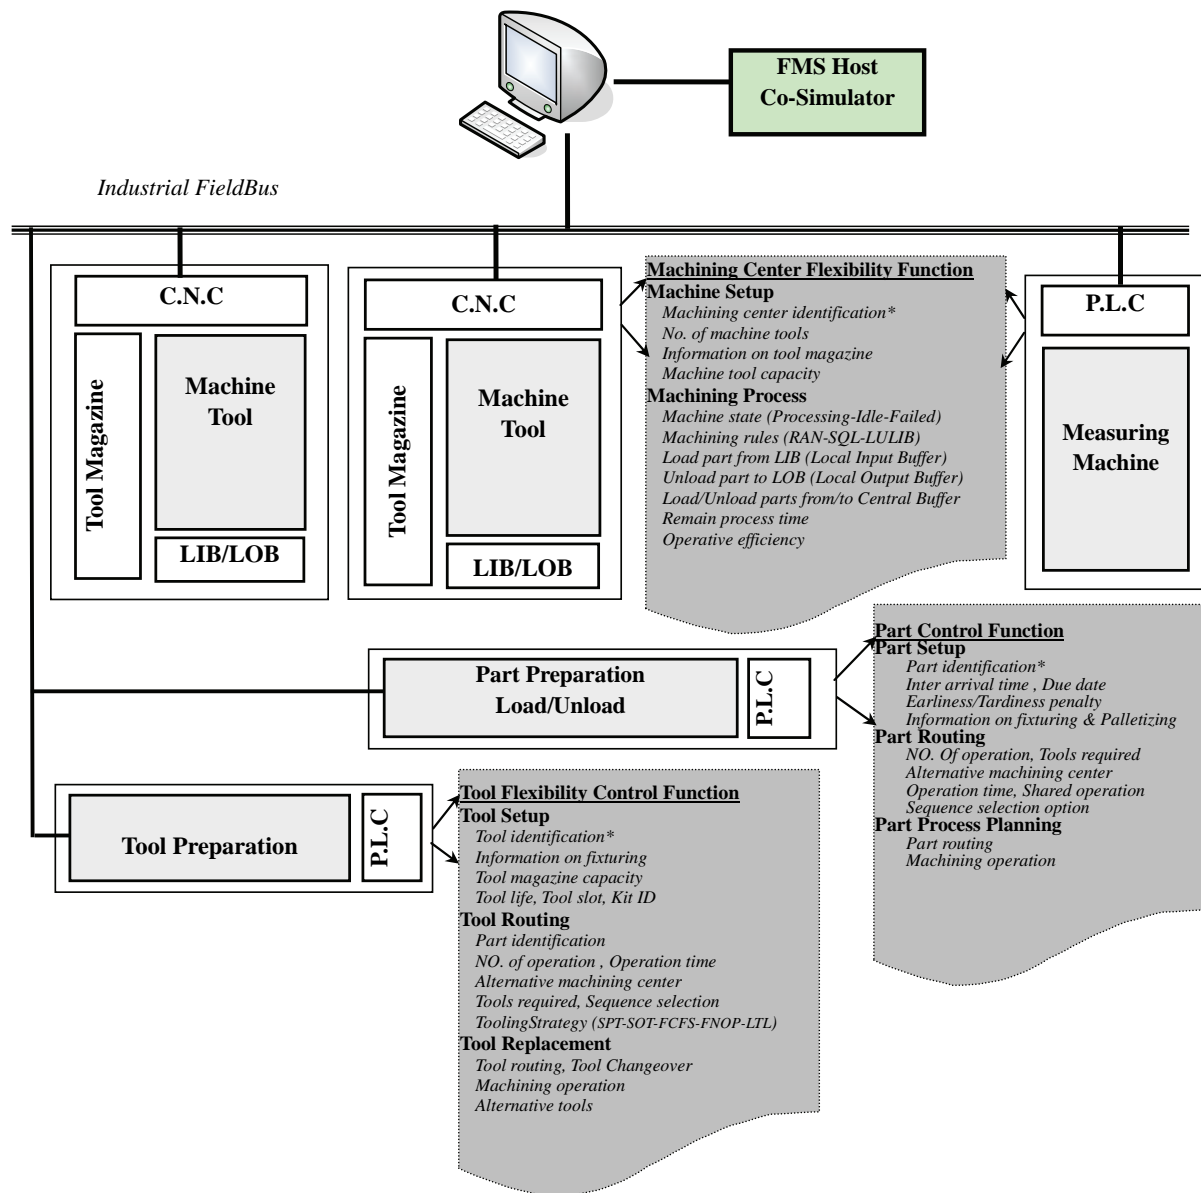 FMS Host
Co-Simulator
Industrial FieldBus
C.N.C
Tool Magazine
Machine
Tool
LIB/LOB
C.N.C
Tool Magazine
Machine
Tool
LIB/LOB
Machining Center Flexibility Function
Machine Setup
Machining center identification*
No. of machine tools
Information on tool magazine
Machine tool capacity
Machining Process
Machine state (Processing-Idle-Failed)
Machining rules (RAN-SQL-LULIB)
Load part from LIB (Local Input Buffer)
Unload part to LOB (Local Output Buffer)
Load/Unload parts from/to Central Buffer
Remain process time
Operative efficiency
P.L.C
Measuring
Machine
Part Preparation
Load/Unload
P.L.C
Part Control Function
Part Setup
Part identification*
Inter arrival time , Due date
Earliness/Tardiness penalty
Information on fixturing & Palletizing
Part Routing
NO. Of operation, Tools required
Alternative machining center
Operation time, Shared operation
Sequence selection option
Part Process Planning
Part routing
Machining operation
Tool Preparation
P.L.C
Tool Flexibility Control Function
Tool Setup
Tool identification*
Information on fixturing
Tool magazine capacity
Tool life, Tool slot, Kit ID
Tool Routing
Part identification
NO. of operation , Operation time
Alternative machining center
Tools required, Sequence selection
ToolingStrategy (SPT-SOT-FCFS-FNOP-LTL)
Tool Replacement
Tool routing, Tool Changeover
Machining operation
Alternative tools